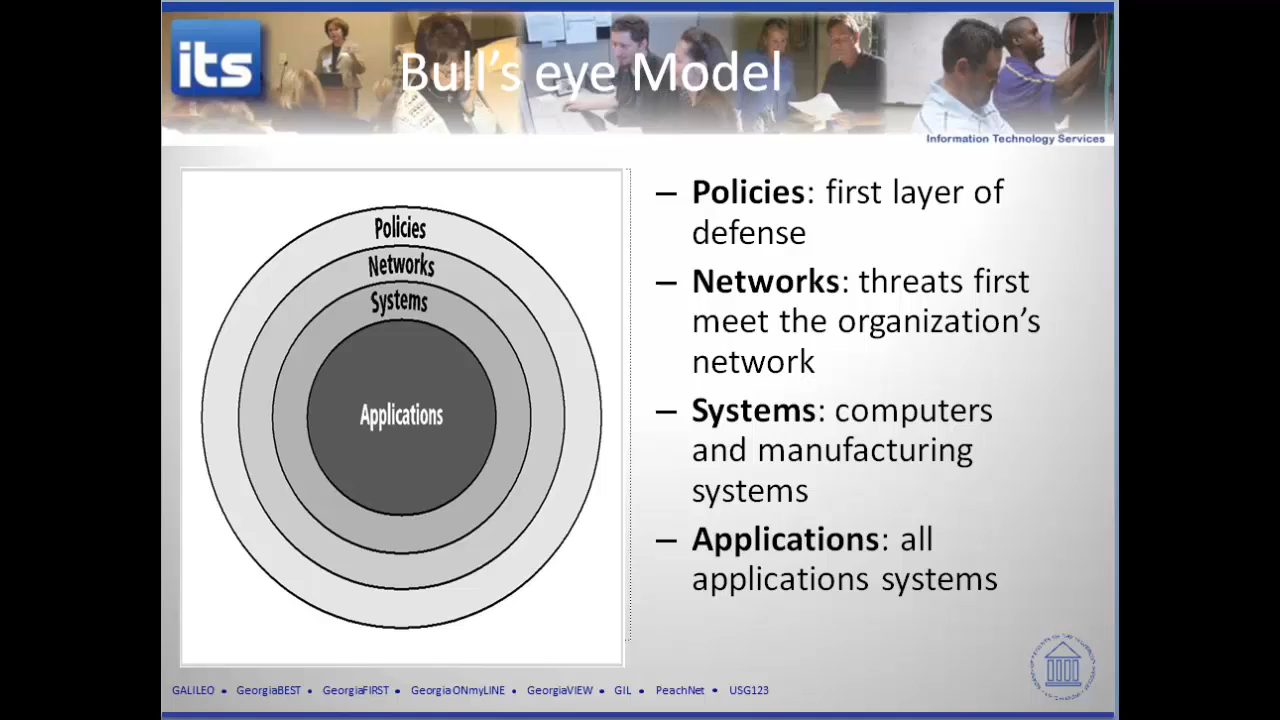 its
Bull's eye Model
Information Technology Services
Policies
Networks
Systems
Applications
– Policies: first layer of
defense
– Networks: threats first
meet the organization's
network
– Systems: computers
and manufacturing
systems
– Applications: all
applications systems
GALILEO • GeorgiaBEST • GeorgiaFIRST • Georgia ONmyLINE • GeorgiaVIEW • GIL • PeachNet • USG123